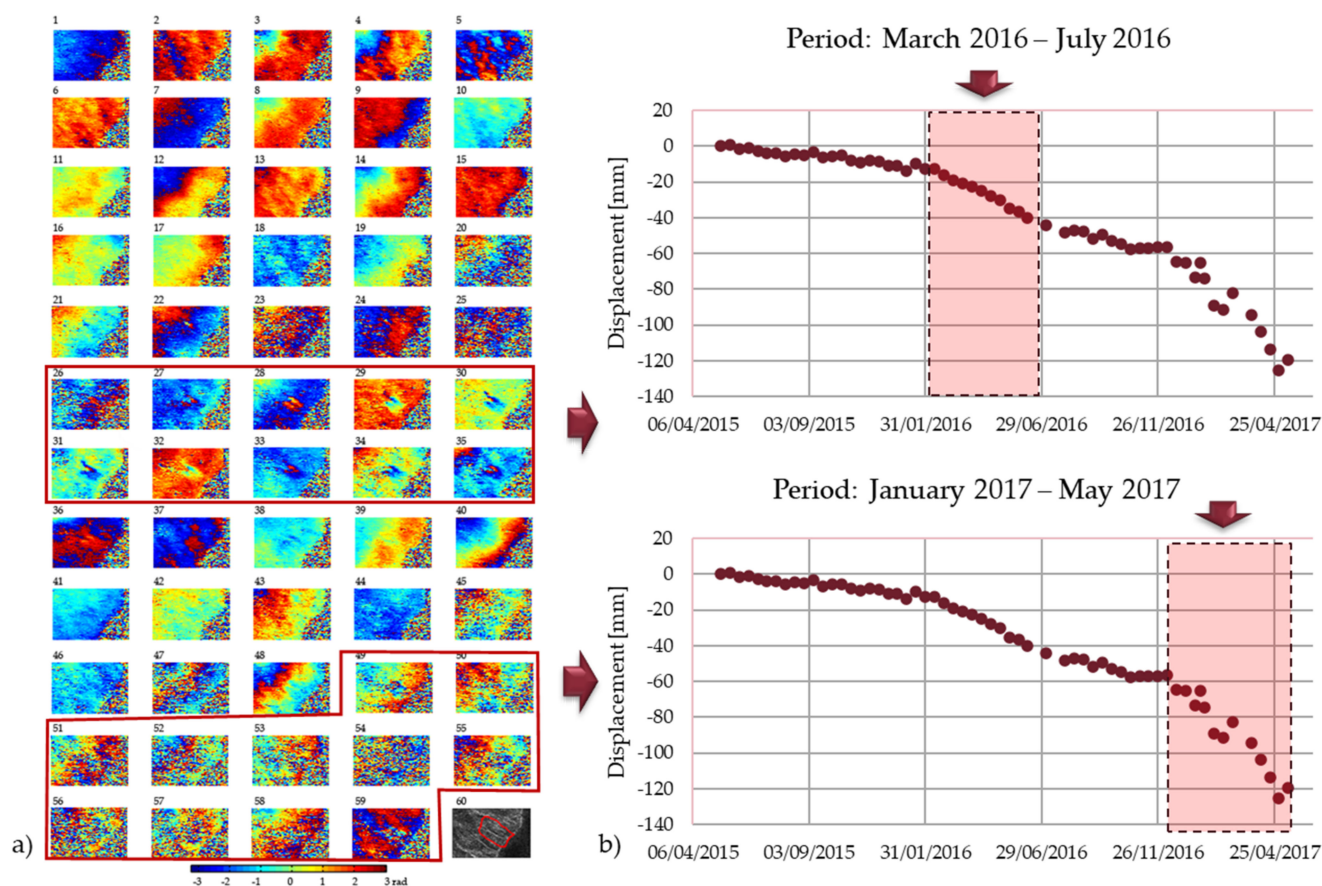 1 2 3 4 5
6 7 8 9 10
11 12 13 14 15
16 17 18 19 20
21 22 23 24 25
26 27 28 29 30
31 32 33 34 35
36 37 38 39 40
41 42 43 44 45
46 47 48 49 50
51 52 53 54 55
56 57 58 59 60
a)
-3 -2 -1 0 1 2 3 rad
Period: March 2016 – July 2016
Displacement [mm]
20
0
-20
-40
-60
-80
-100
-120
-140
06/04/2015 03/09/2015 31/01/2016 29/06/2016 26/11/2016 25/04/2017
Period: January 2017 – May 2017
Displacement [mm]
20
0
-20
-40
-60
-80
-100
-120
-140
06/04/2015 03/09/2015 31/01/2016 29/06/2016 26/11/2016 25/04/2017
b)